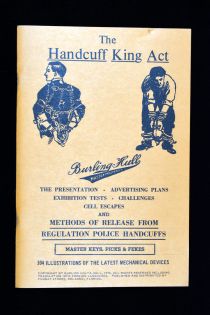 The
Handcuff King Act
Burling Hull
THE PRESENTATION - ADVERTISING PLANS
EXHIBITION TESTS - CHALLENGES
CELL ESCAPES
AND
METHODS OF RELEASE FROM
REGULATION POLICE HANDCUFFS
MASTER KEYS, PICKS & FEKES
104 ILLUSTRATIONS OF THE LATEST MECHANICAL DEVICES